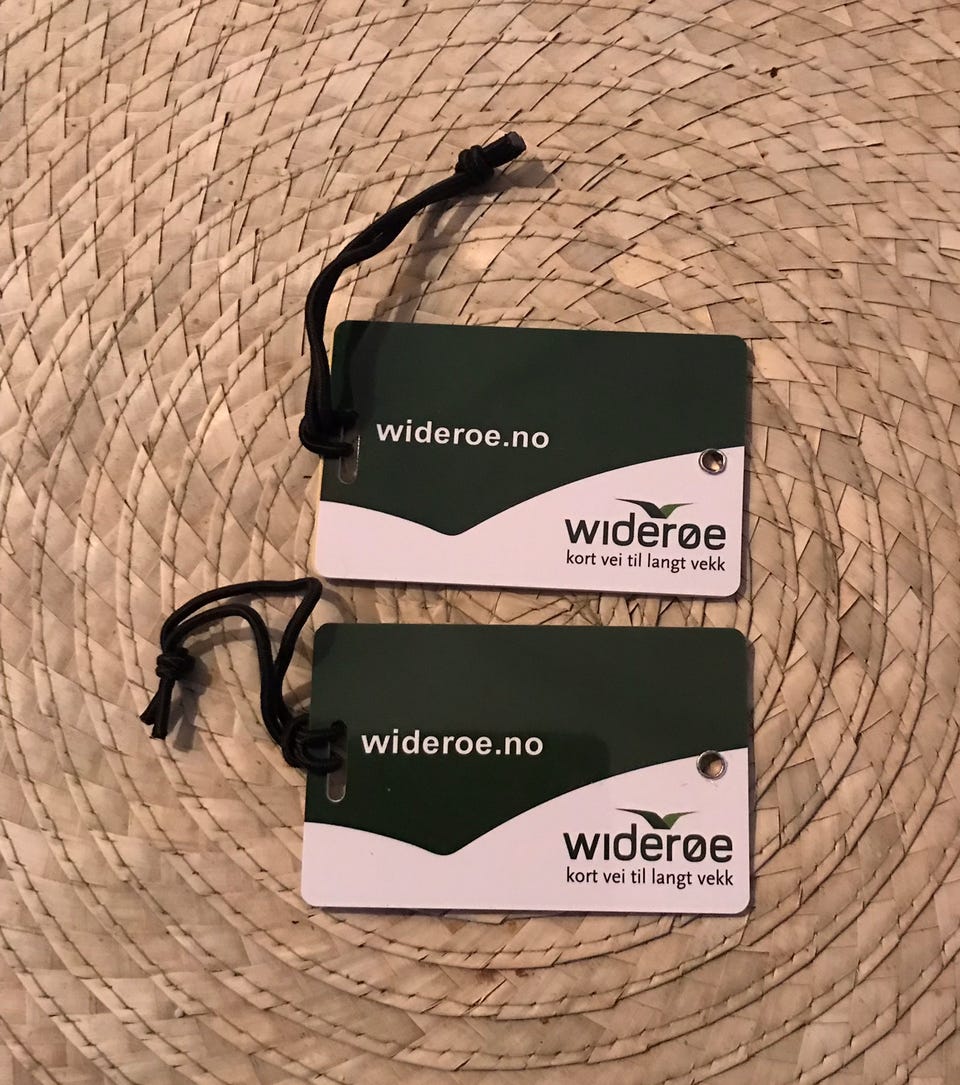 wideroe.no
widerøe
kort vei til langt vekk
wideroe.no
widerøe
kort vei til langt vekk